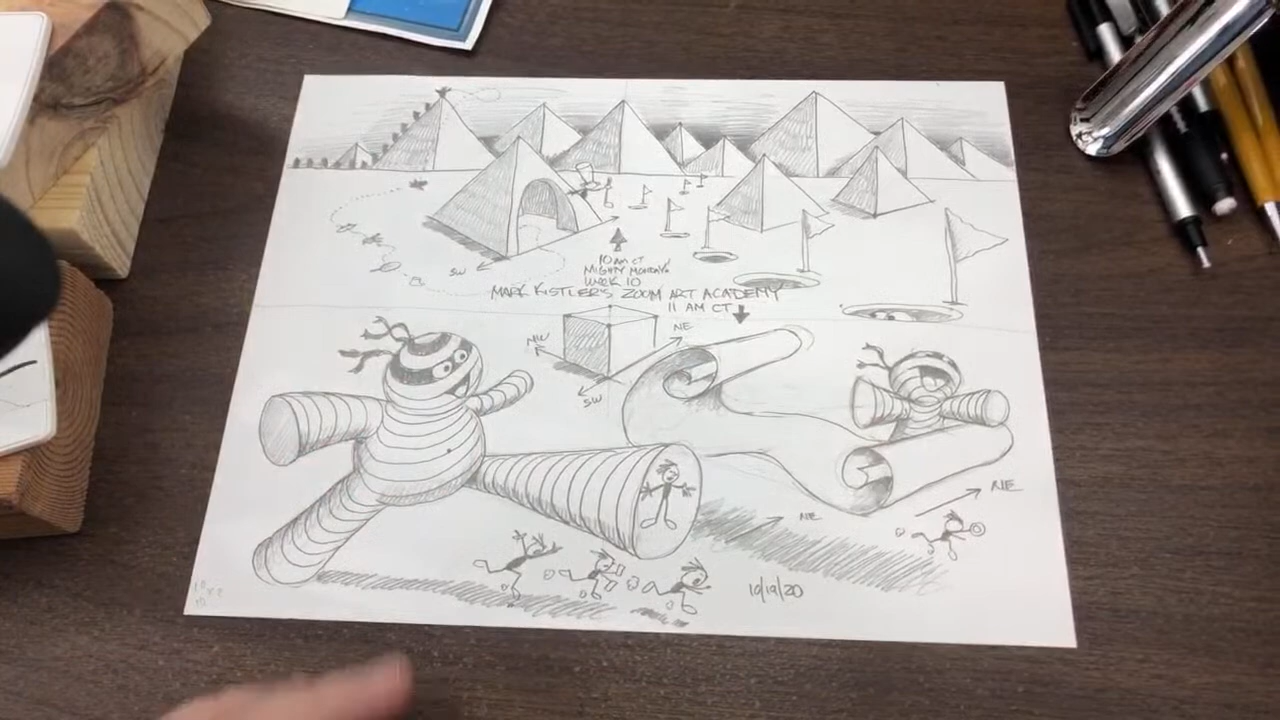 SW
10 AM CT
MIGHTY MONDAY!
WEEK 10
MARK KISTLER'S ZOOM ART ACADEMY
11 AM CT
NW
NE
SW
NE
NE
10/19/20